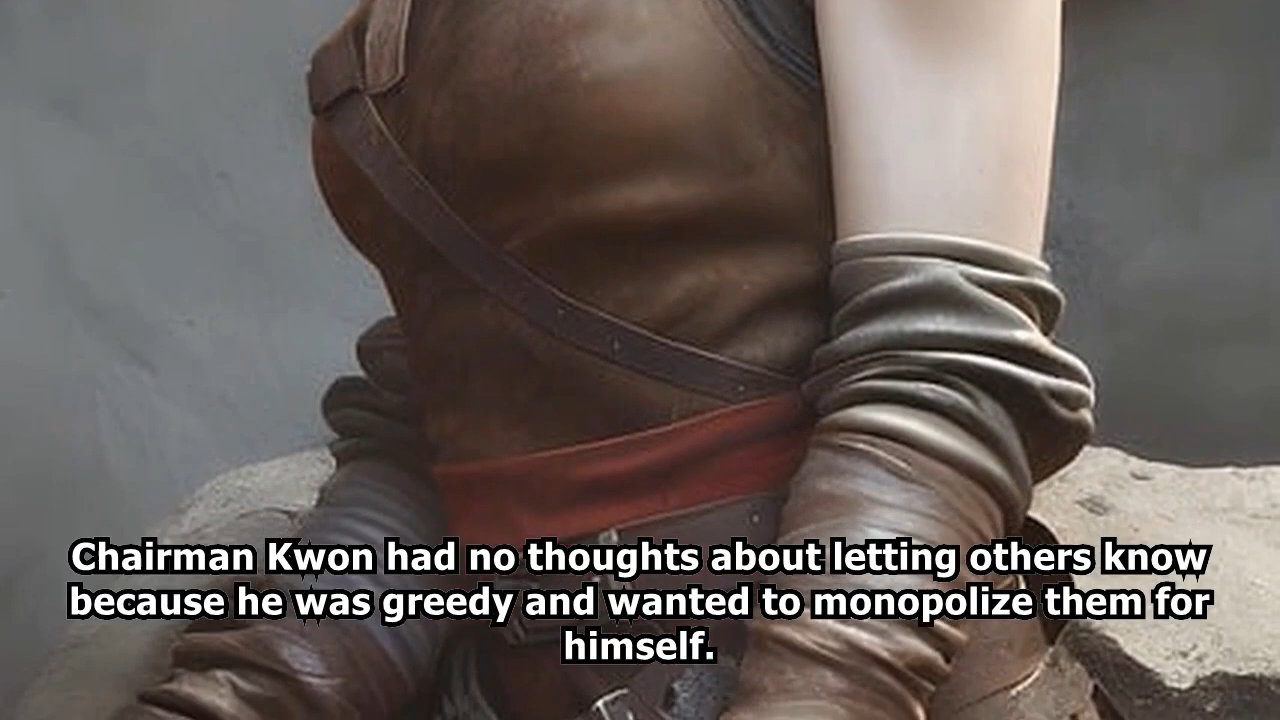 Chairman Kwon had no thoughts about letting others know
because he was greedy and wanted to monopolize them for
himself.